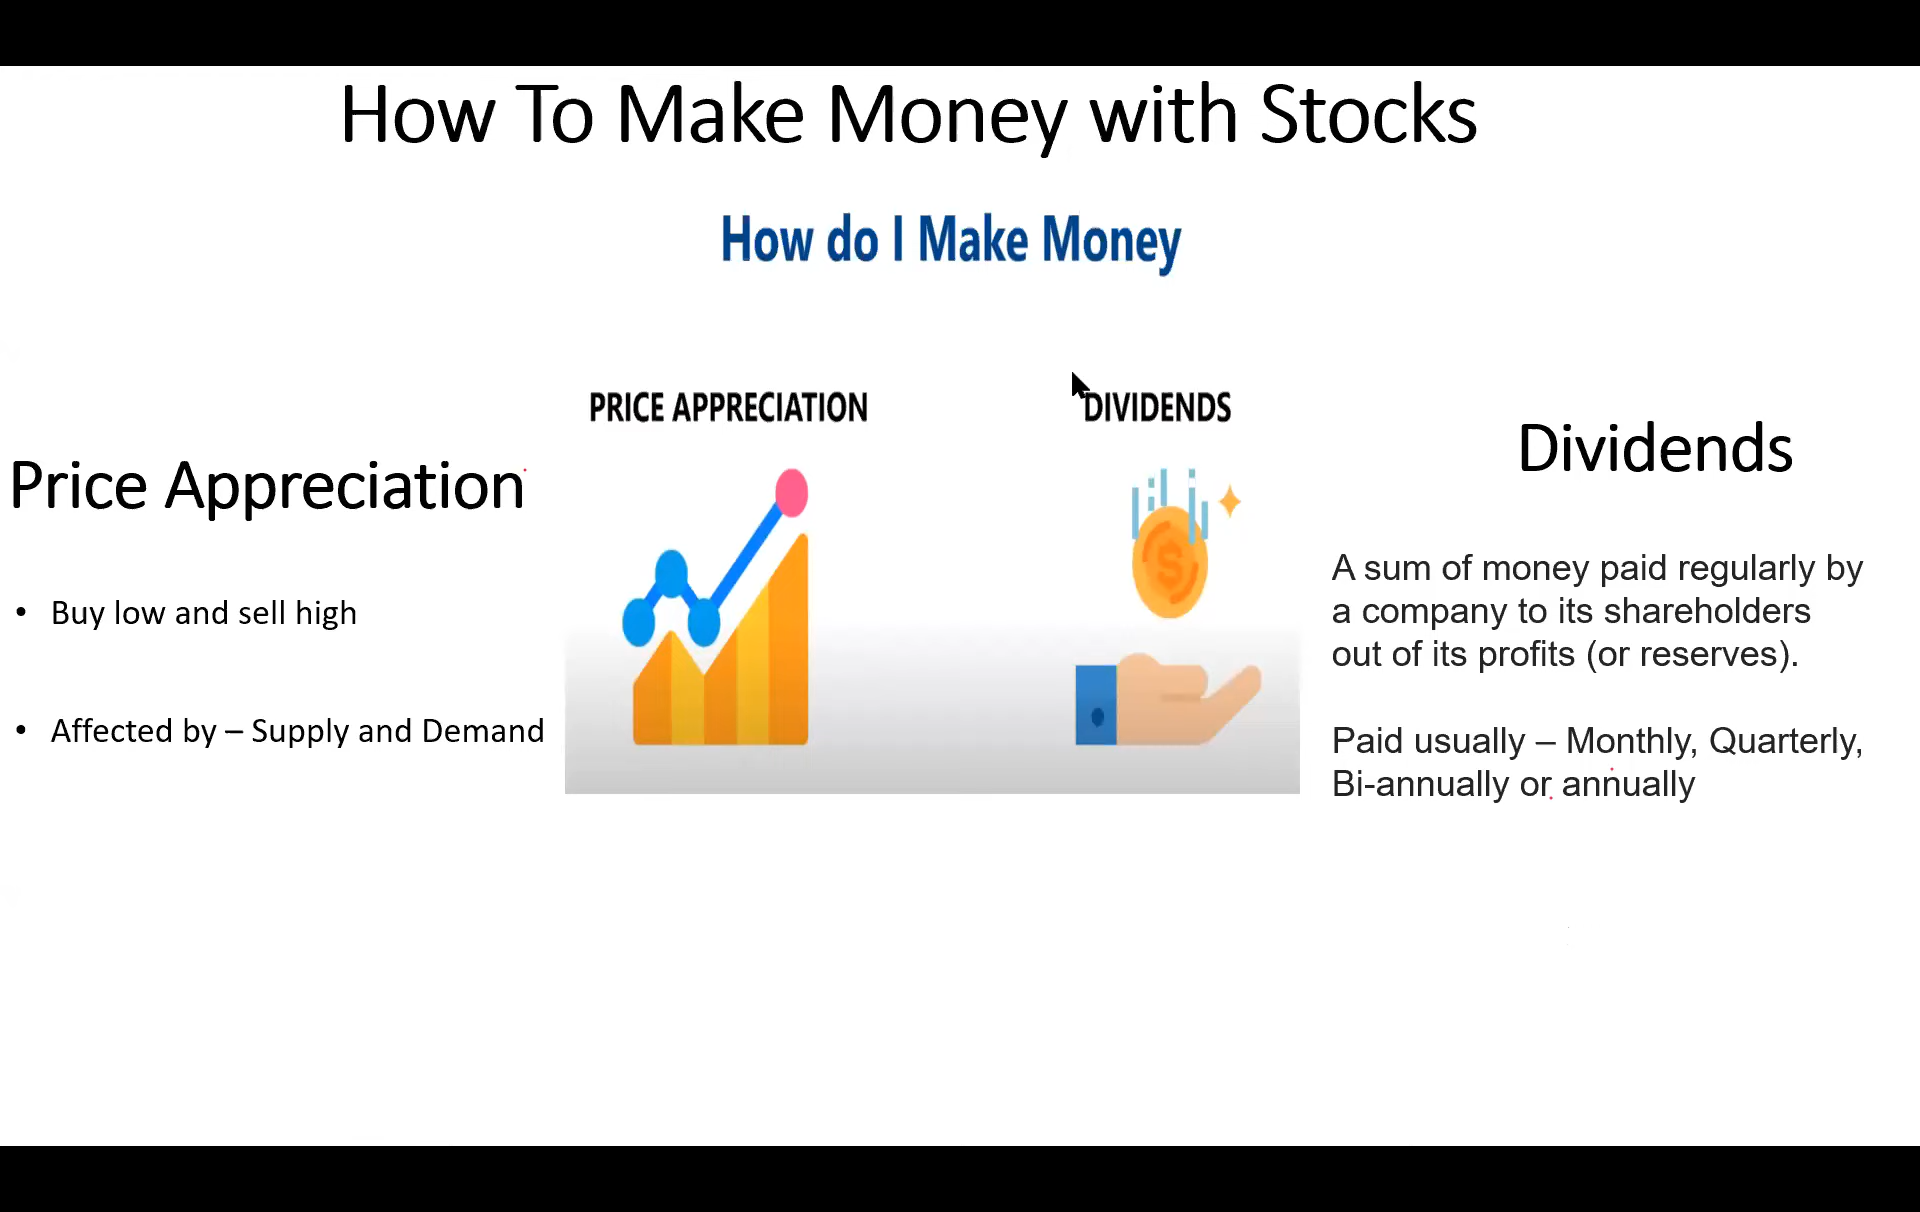 How To Make Money with Stocks
How do I Make Money
Price Appreciation
• Buy low and sell high
• Affected by – Supply and Demand
PRICE APPRECIATION
DIVIDENDS
$
Dividends
A sum of money paid regularly by
a company to its shareholders
out of its profits (or reserves).
Paid usually – Monthly, Quarterly,
Bi-annually or annually